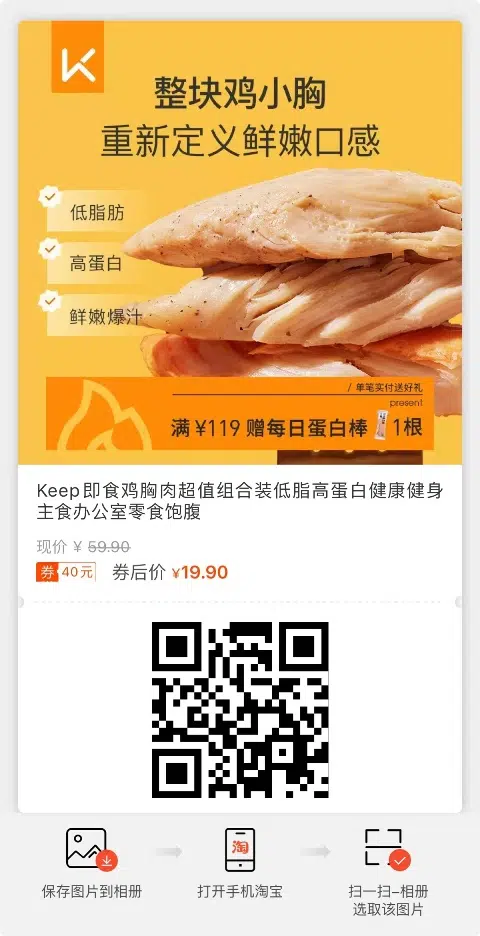 整块鸡小胸
重新定义鲜嫩口感
低脂肪
高蛋白
鲜嫩爆汁
/ 单笔实付送好礼
present
满¥119 赠每日蛋白棒 1根
Keep即食鸡胸肉超值组合装低脂高蛋白健康健身
主食办公室零食饱腹
现价 ¥ 59.90
券 40元 券后价 ¥19.90
淘
保存图片到相册
打开手机淘宝
扫一扫-相册
选取该图片